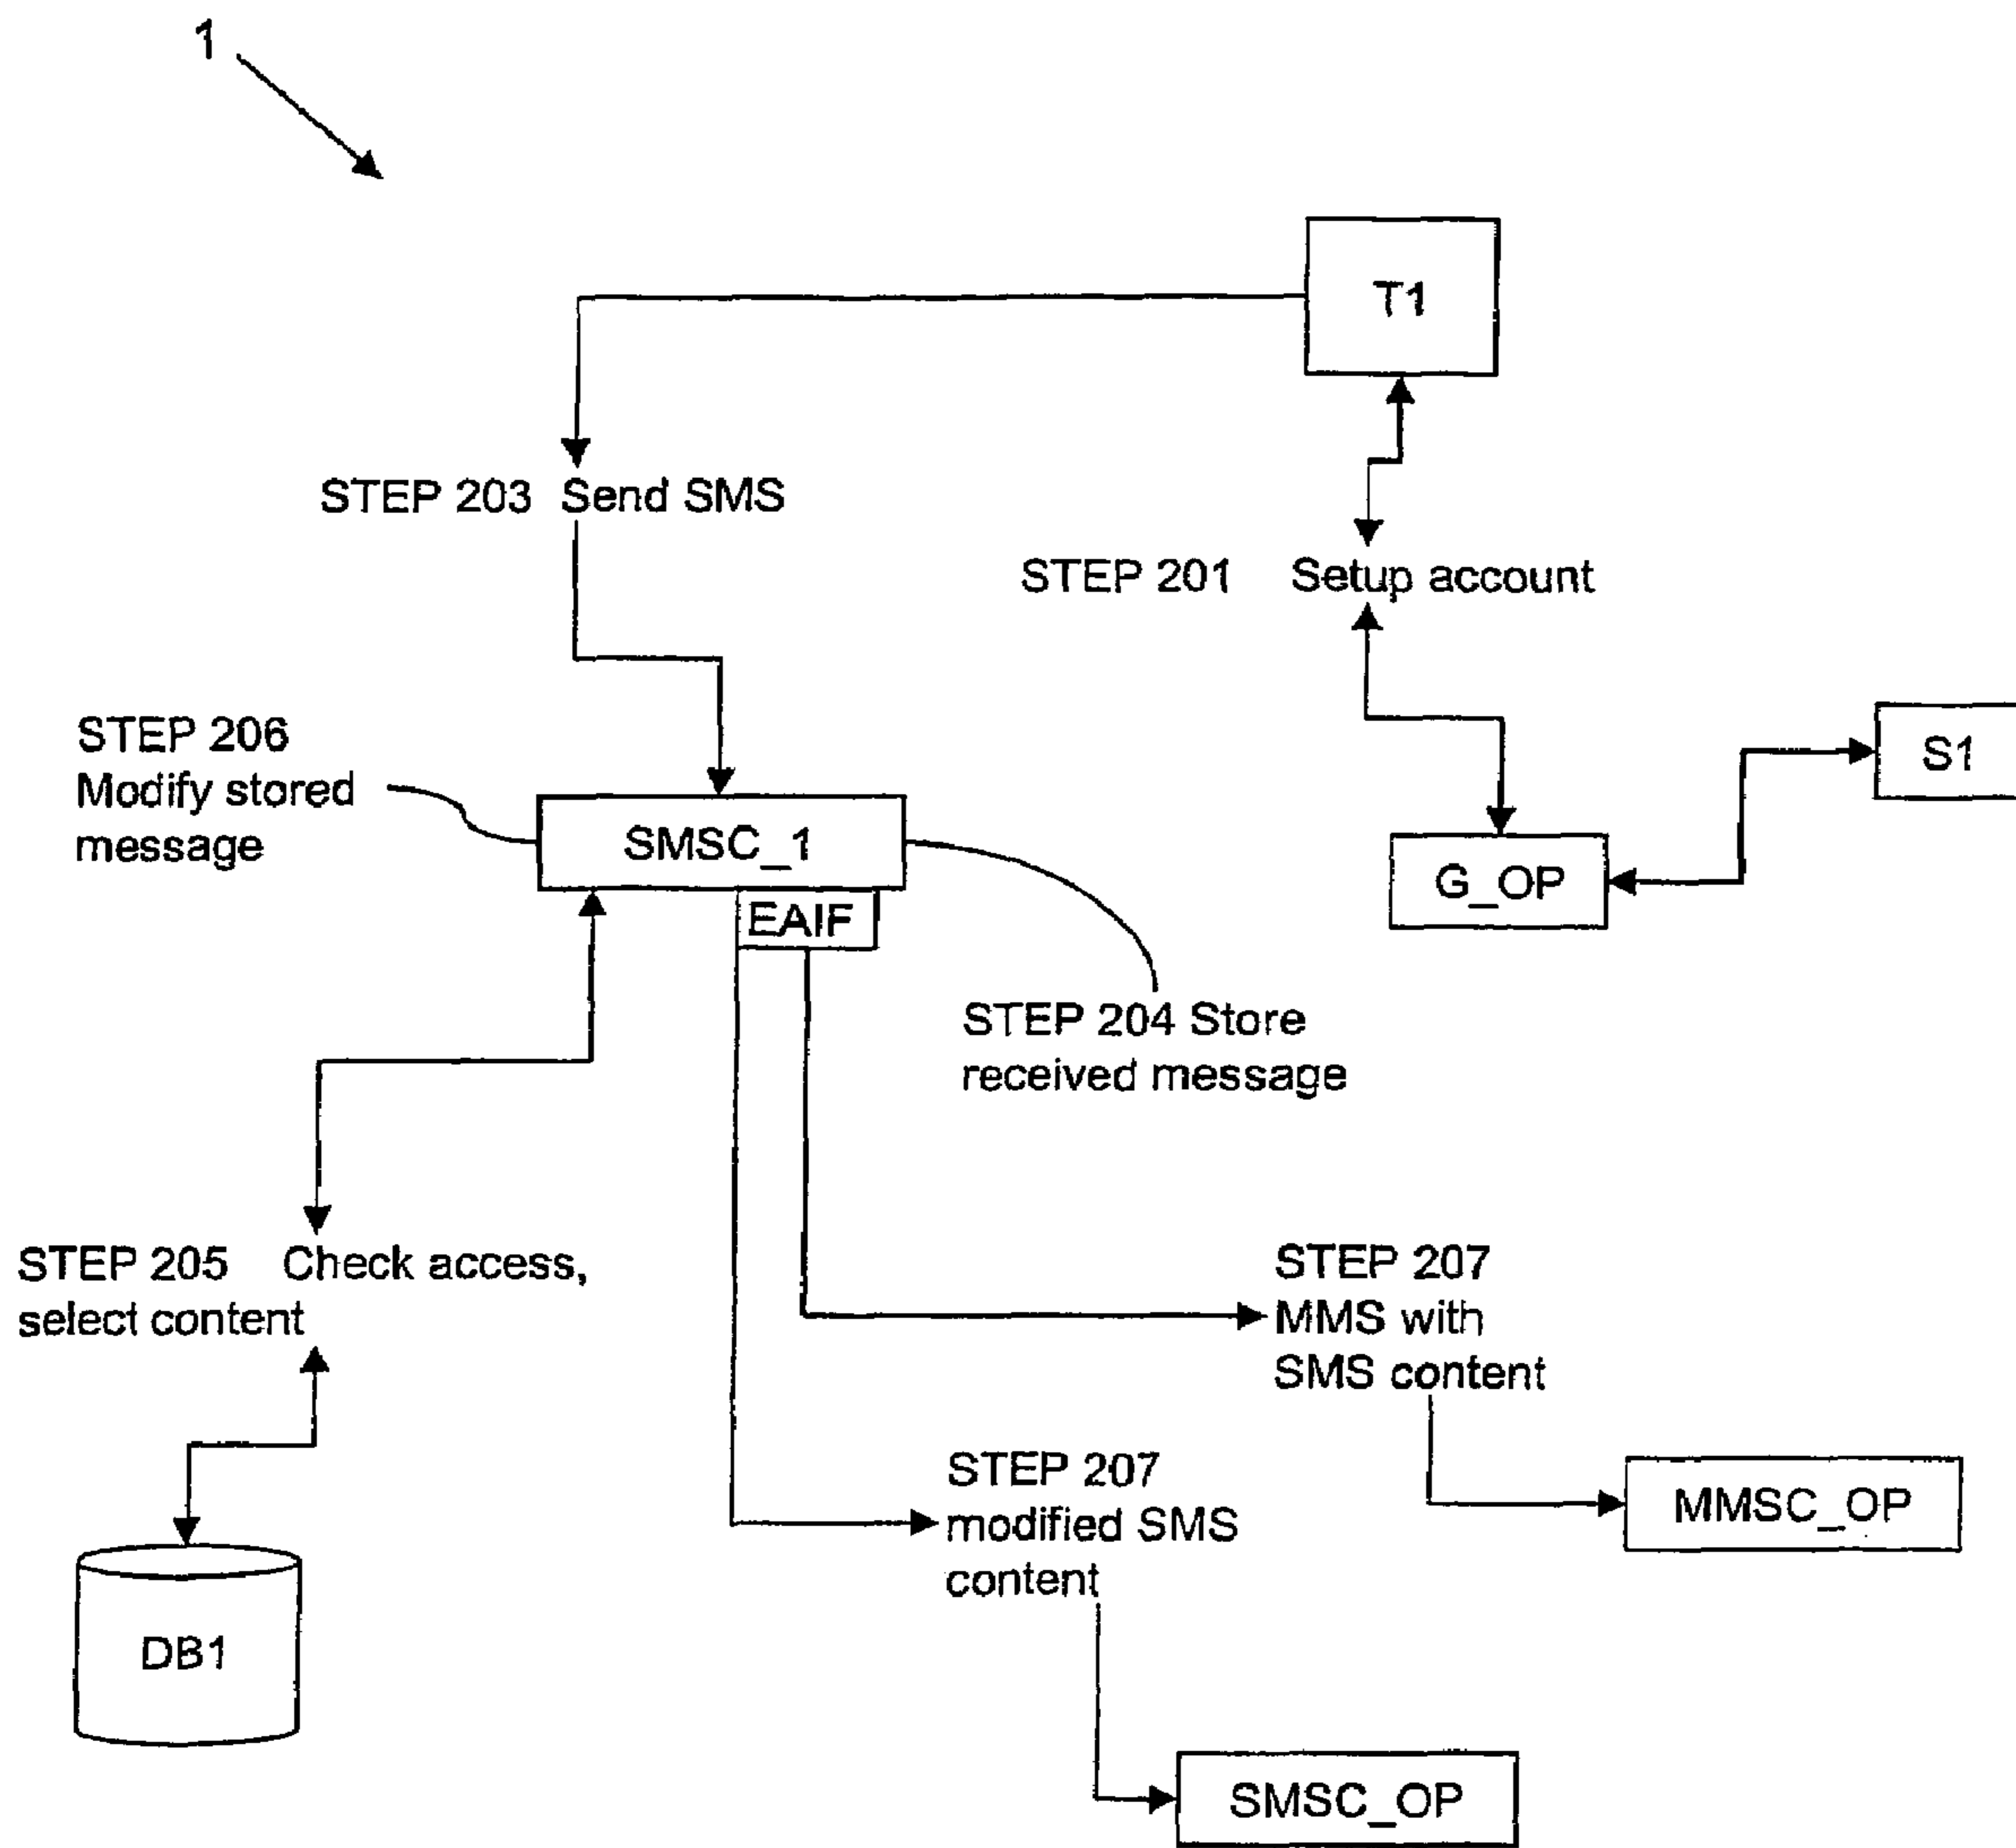 1
T1
STEP 203 Send SMS
STEP 201 Setup account
STEP 206
Modify stored
message
S1
SMSC_1
G_OP
EAIF
STEP 204 Store
received message
STEP 205 Check access,
select content
STEP 207
MMS with
SMS content
STEP 207
modified SMS
content
MMSC_OP
DB1
SMSC_OP